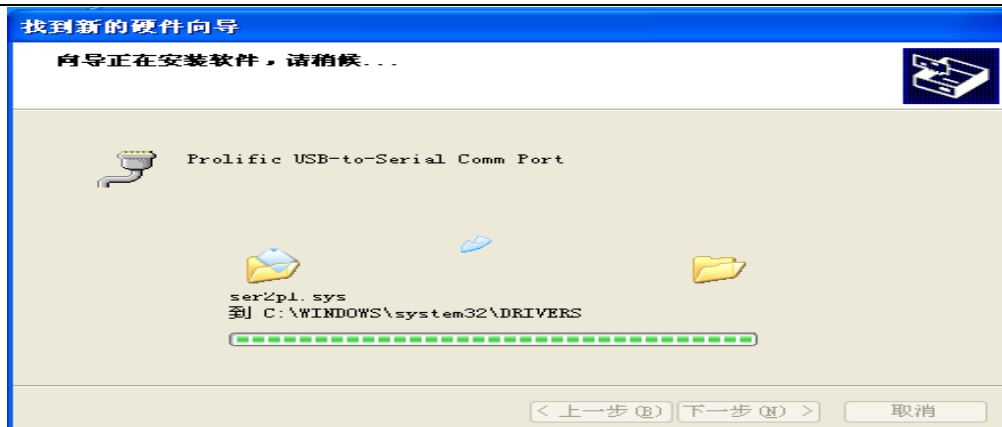 找到新的硬件向导
向导正在安装软件，请稍候...
Prolific USB-to-Serial Comm Port
ser2pl.sys
到 C:\WINDOWS\system32\DRIVERS
< 上一步(B) 下一步(N) > 取消